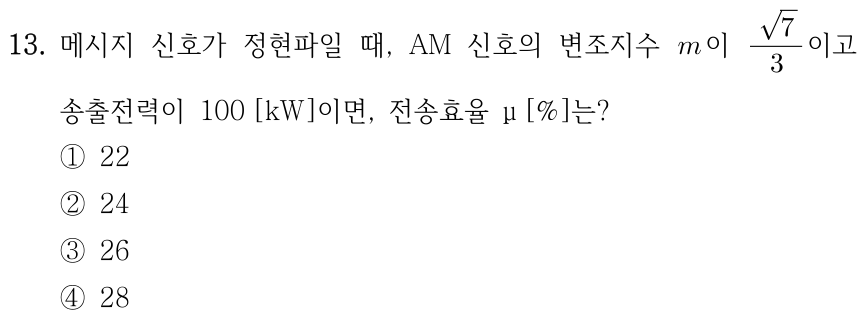 13. 메시지 신호가 정현파일 때, AM 신호의 변조지수 m이 √7/3이고
송출전력이 100 [kW]이면, 전송효율 μ [%]는?
① 22
② 24
③ 26
④ 28